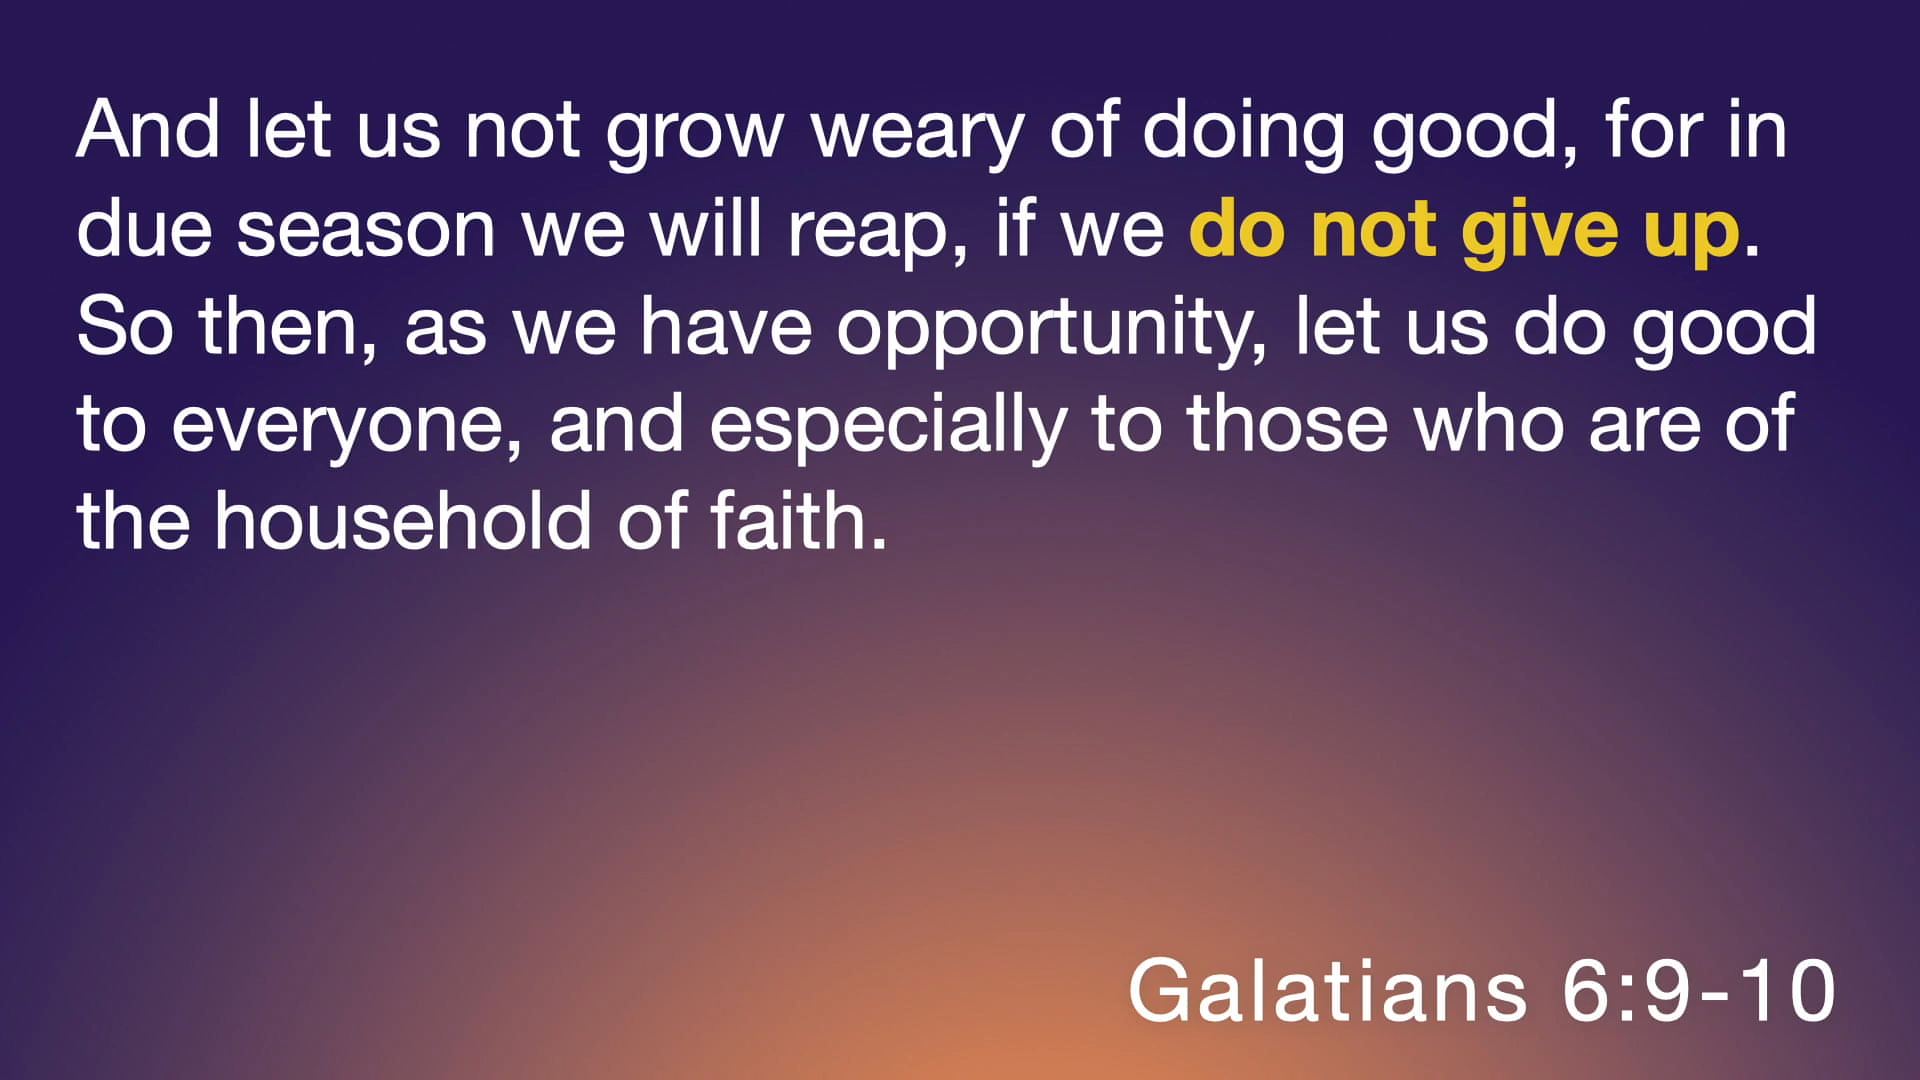 And let us not grow weary of doing good, for in
due season we will reap, if we do not give up.
So then, as we have opportunity, let us do good
to everyone, and especially to those who are of
the household of faith.
Galatians 6:9-10